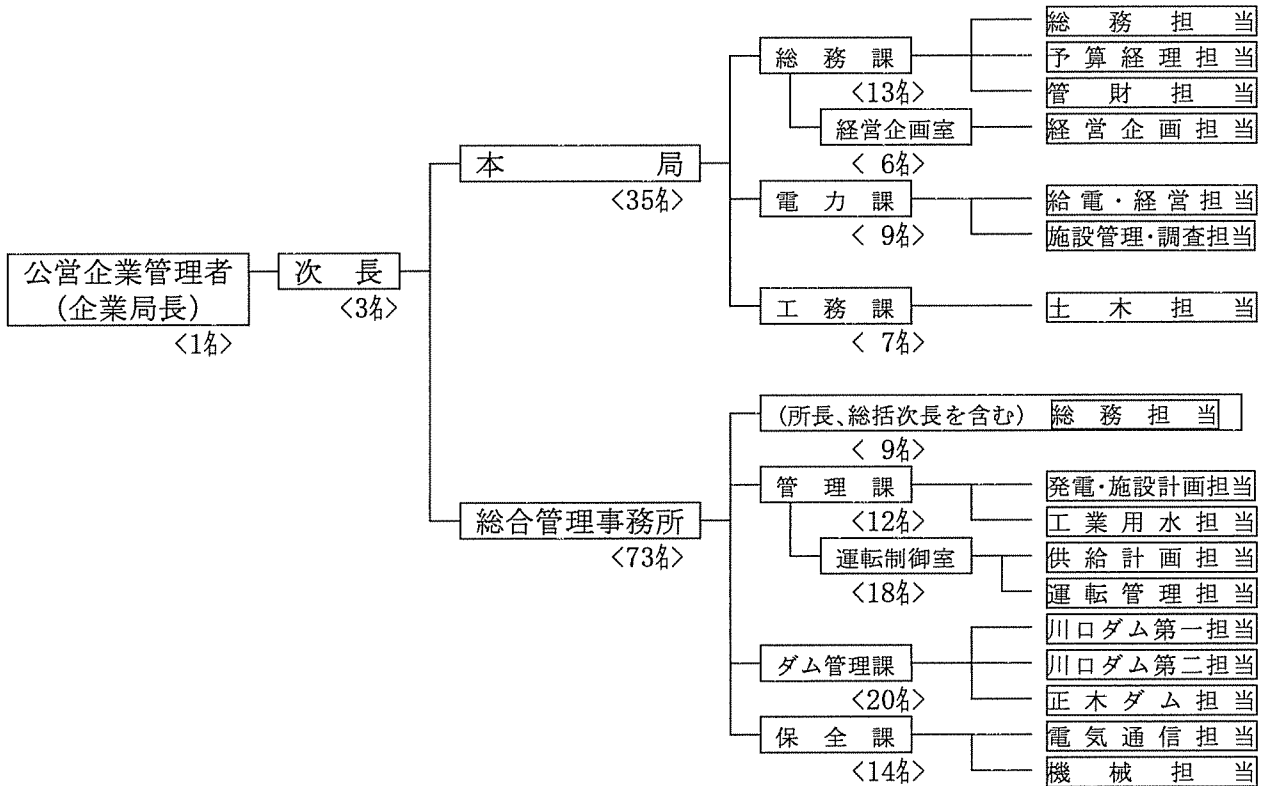 公営企業管理者
(企業局長)
<1名>
次長
<3名>
本局
<35名>
総務課
<13名>
総務担当
予算経理担当
管財担当
経営企画室
<6名>
経営企画担当
電力課
<9名>
給電・経営担当
施設管理・調査担当
工務課
<7名>
土木担当
総合管理事務所
<73名>
(所長、総括次長を含む) 総務担当
<9名>
管理課
<12名>
発電・施設計画担当
工業用水担当
運転制御室
<18名>
供給計画担当
運転管理担当
ダム管理課
<20名>
川口ダム第一担当
川口ダム第二担当
正木ダム担当
保全課
<14名>
電気通信担当
機械担当